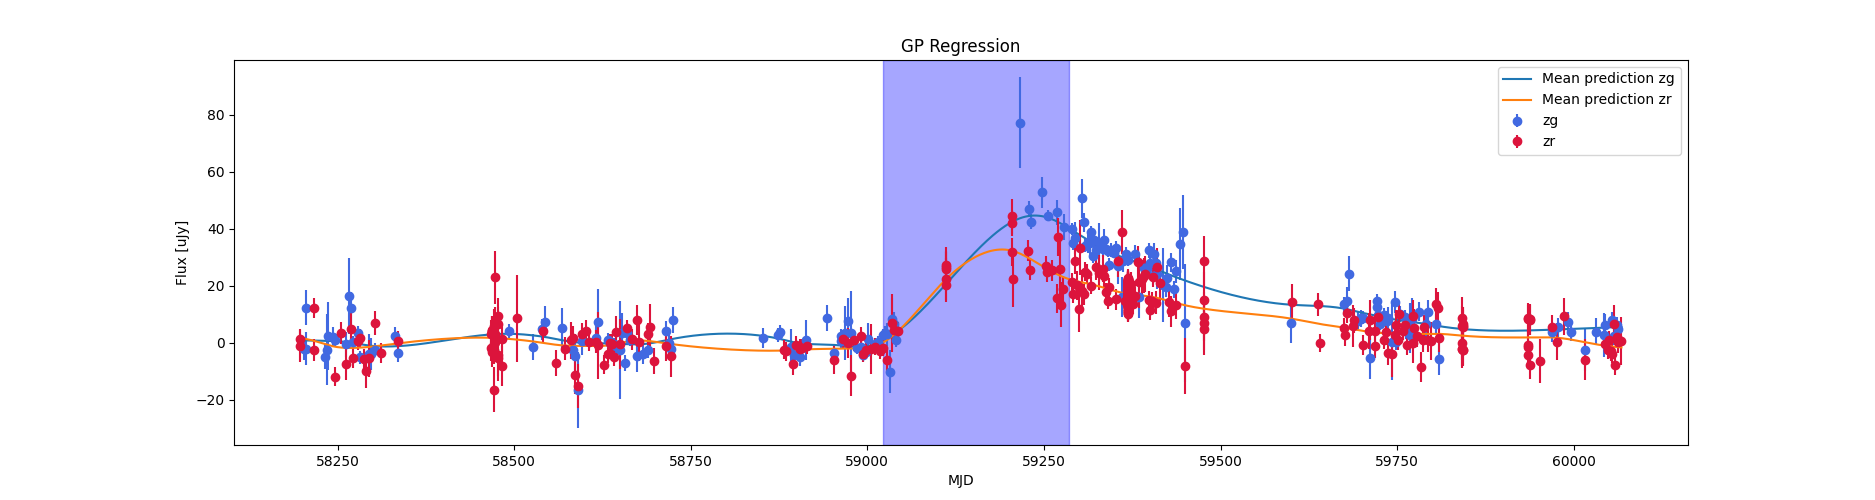 GP Regression
Flux [uJy]
80
60
40
20
0
−20
58250 58500 58750 59000 59250 59500 59750 60000
MJD
Mean prediction zg
Mean prediction zr
zg
zr